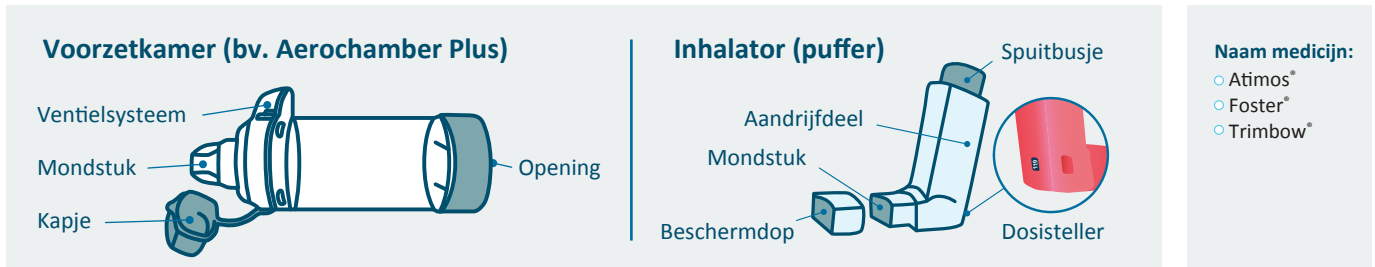 Voorzetkamer (bv. Aerochamber Plus)
Ventielsysteem
Mondstuk
Kapje
Opening
Inhalator (puffer)
Spuitbusje
Aandrijfdeel
Mondstuk
Beschermdop
Dosisteller
Naam medicijn:
Atimos®
Foster®
Trimbow®